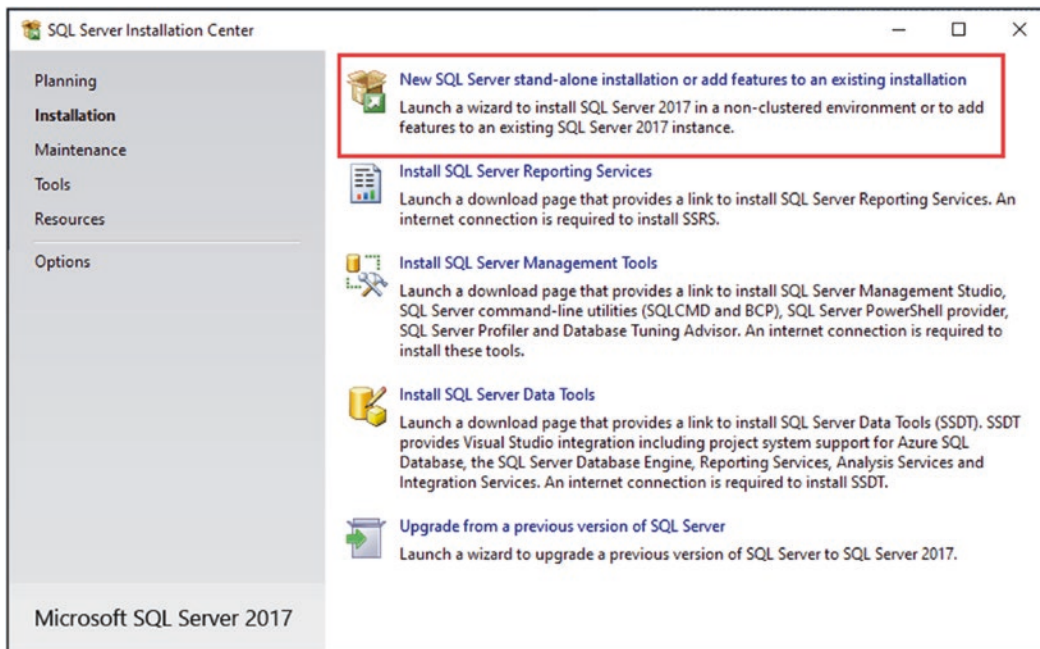 SQL Server Installation Center
Planning
Installation
Maintenance
Tools
Resources
Options
Microsoft SQL Server 2017
New SQL Server stand-alone installation or add features to an existing installation
Launch a wizard to install SQL Server 2017 in a non-clustered environment or to add
features to an existing SQL Server 2017 instance.
Install SQL Server Reporting Services
Launch a download page that provides a link to install SQL Server Reporting Services. An
internet connection is required to install SSRS.
Install SQL Server Management Tools
Launch a download page that provides a link to install SQL Server Management Studio,
SQL Server command-line utilities (SQLCMD and BCP), SQL Server PowerShell provider,
SQL Server Profiler and Database Tuning Advisor. An internet connection is required to
install these tools.
Install SQL Server Data Tools
Launch a download page that provides a link to install SQL Server Data Tools (SSDT). SSDT
provides Visual Studio integration including project system support for Azure SQL
Database, the SQL Server Database Engine, Reporting Services, Analysis Services and
Integration Services. An internet connection is required to install SSDT.
Upgrade from a previous version of SQL Server
Launch a wizard to upgrade a previous version of SQL Server to SQL Server 2017.